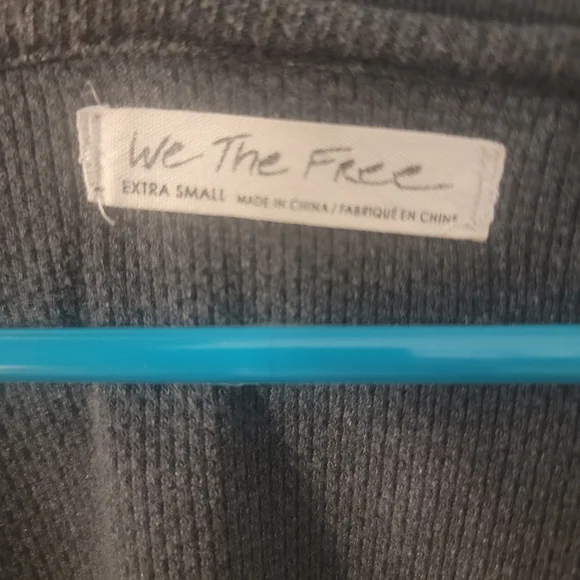 We The Free
EXTRA SMALL MADE IN CHINA / FABRIQUÉ EN CHINE